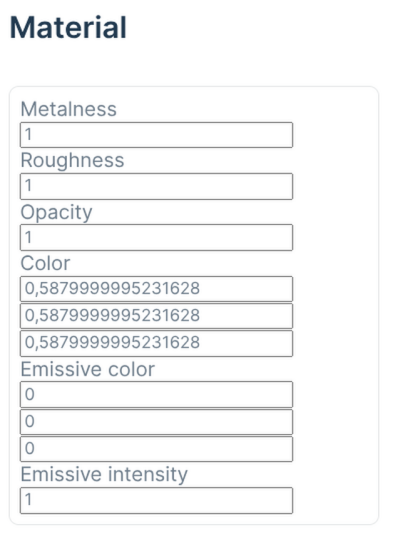 Material
Metalness
1
Roughness
1
Opacity
1
Color
0,5879999995231628
0,5879999995231628
0,5879999995231628
Emissive color
0
0
0
Emissive intensity
1